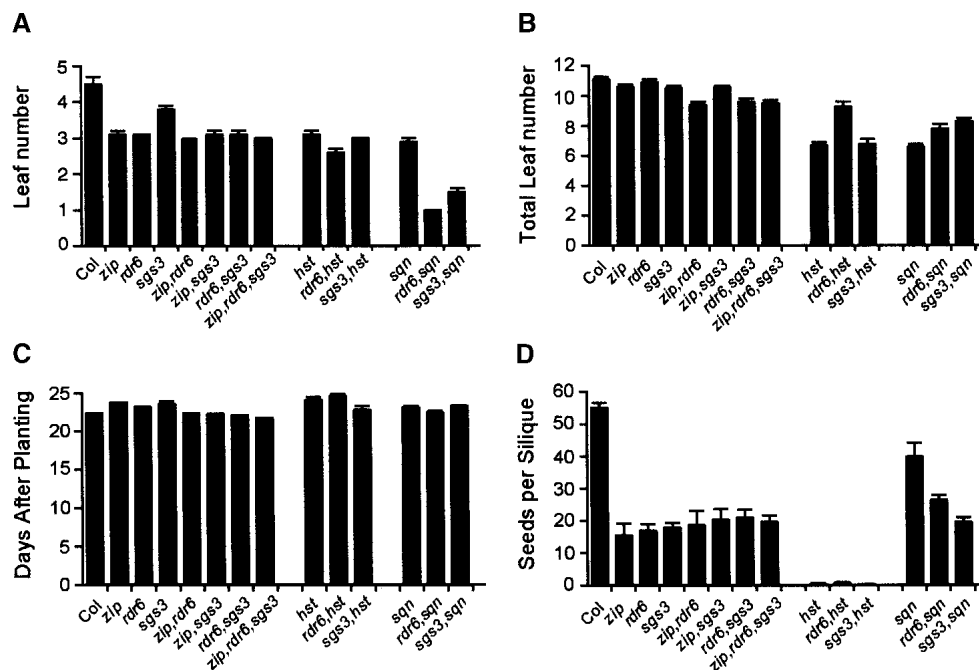 A
Leaf number
5
4
3
2
1
0
Col
zip
rdr6
sgs3
zip,rdr6
zip,sgs3
rdr6,sgs3
zip,rdr6,sgs3
hst
rdr6,hst
sgs3,hst
sqn
rdr6,sqn
sgs3,sqn
B
Total Leaf number
12
10
8
6
4
2
0
Col
zip
rdr6
sgs3
zip,rdr6
zip,sgs3
rdr6,sgs3
zip,rdr6,sgs3
hst
rdr6,hst
sgs3,hst
sqn
rdr6,sqn
sgs3,sqn
C
Days After Planting
25
20
15
10
5
0
Col
zip
rdr6
sgs3
zip,rdr6
zip,sgs3
rdr6,sgs3
zip,rdr6,sgs3
hst
rdr6,hst
sgs3,hst
sqn
rdr6,sqn
sgs3,sqn
D
Seeds per Silique
60
50
40
30
20
10
0
Col
zip
rdr6
sgs3
zip,rdr6
zip,sgs3
rdr6,sgs3
zip,rdr6,sgs3
hst
rdr6,hst
sgs3,hst
sqn
rdr6,sqn
sgs3,sqn